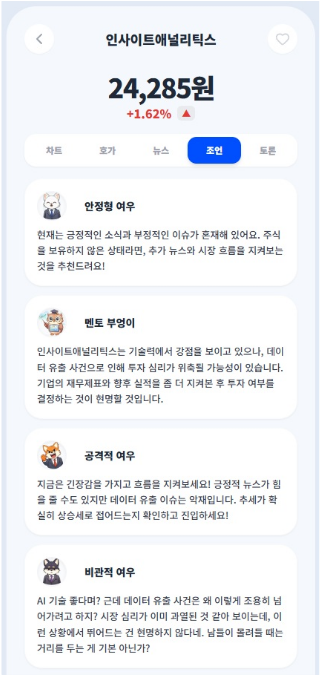 인사이트애널리틱스
24,285원
+1.62% ▲
차트 호가 뉴스 조언 토론
안정형 여우
현재는 긍정적인 소식과 부정적인 이슈가 혼재해 있어요. 주식
을 보유하지 않은 상태라면, 추가 뉴스와 시장 흐름을 지켜보는
것을 추천드려요!
멘토 부엉이
인사이트애널리틱스는 기술력에서 강점을 보이고 있으나, 데이
터 유출 사건으로 인해 투자 심리가 위축될 가능성이 있습니다.
기업의 재무제표와 향후 실적을 좀 더 지켜본 후 투자 여부를
결정하는 것이 현명할 것입니다.
공격적 여우
지금은 긴장감을 가지고 흐름을 지켜보세요! 긍정적 뉴스가 힘
을 줄 수도 있지만 데이터 유출 이슈는 악재입니다. 추세가 확
실히 상승세로 접어드는지 확인하고 진입하세요!
비관적 여우
AI 기술 좋다며? 근데 데이터 유출 사건은 왜 이렇게 조용히 넘
어가려고 하지? 시장 심리가 이미 과열된 것 같아 보이는데, 이
런 상황에서 뛰어드는 건 현명하지 않다네. 남들이 몰려들 때는
거리를 두는 게 기본 아닌가?